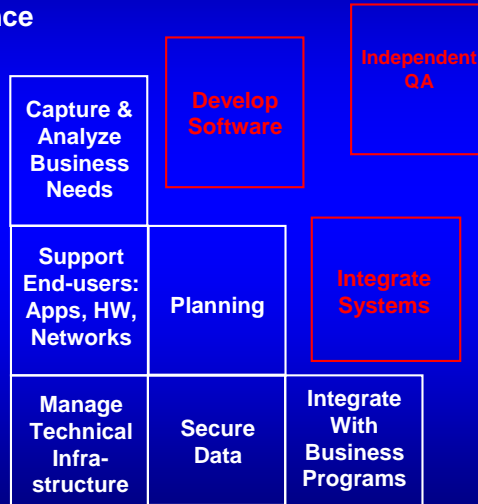 nce
Independent
QA
Develop
Software
Capture &
Analyze
Business
Needs
Support
End-users:
Apps, HW,
Networks
Planning
Integrate
Systems
Manage
Technical
Infra-
structure
Secure
Data
Integrate
With
Business
Programs